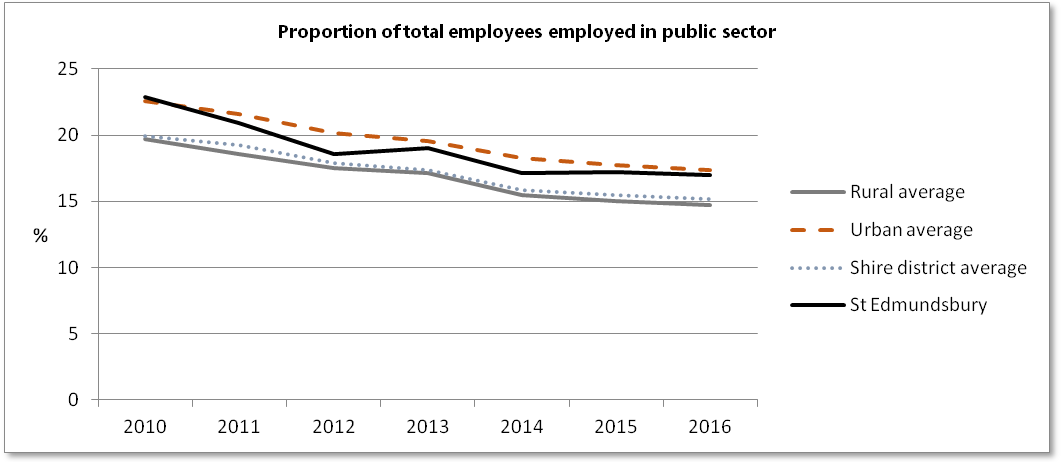 Proportion of total employees employed in public sector
25
20
15
10
5
0
%
2010 2011 2012 2013 2014 2015 2016
Rural average
Urban average
Shire district average
St Edmundsbury